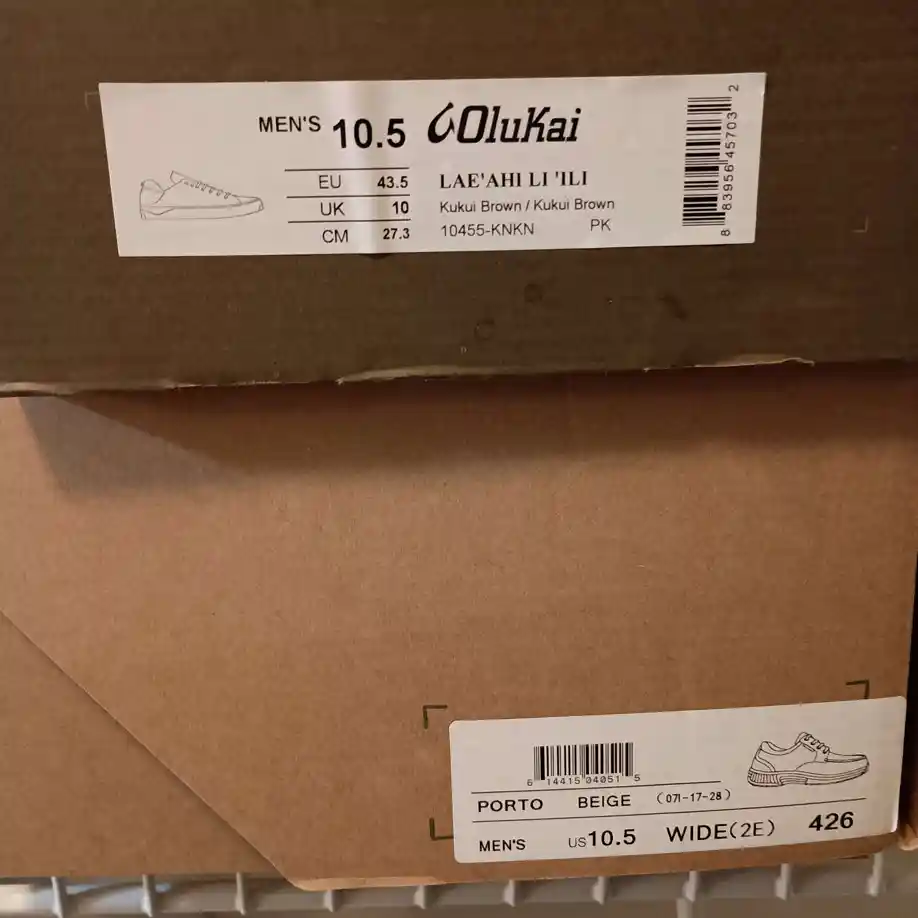 MEN'S 10.5 OluKai
EU 43.5 LAE'AHI LI 'ILI
UK 10 Kukui Brown / Kukui Brown
CM 27.3 10455-KNKN PK
8 83956 45703 2
6 14415 04051 5
PORTO BEIGE (071-17-28)
MEN'S US10.5 WIDE(2E) 426